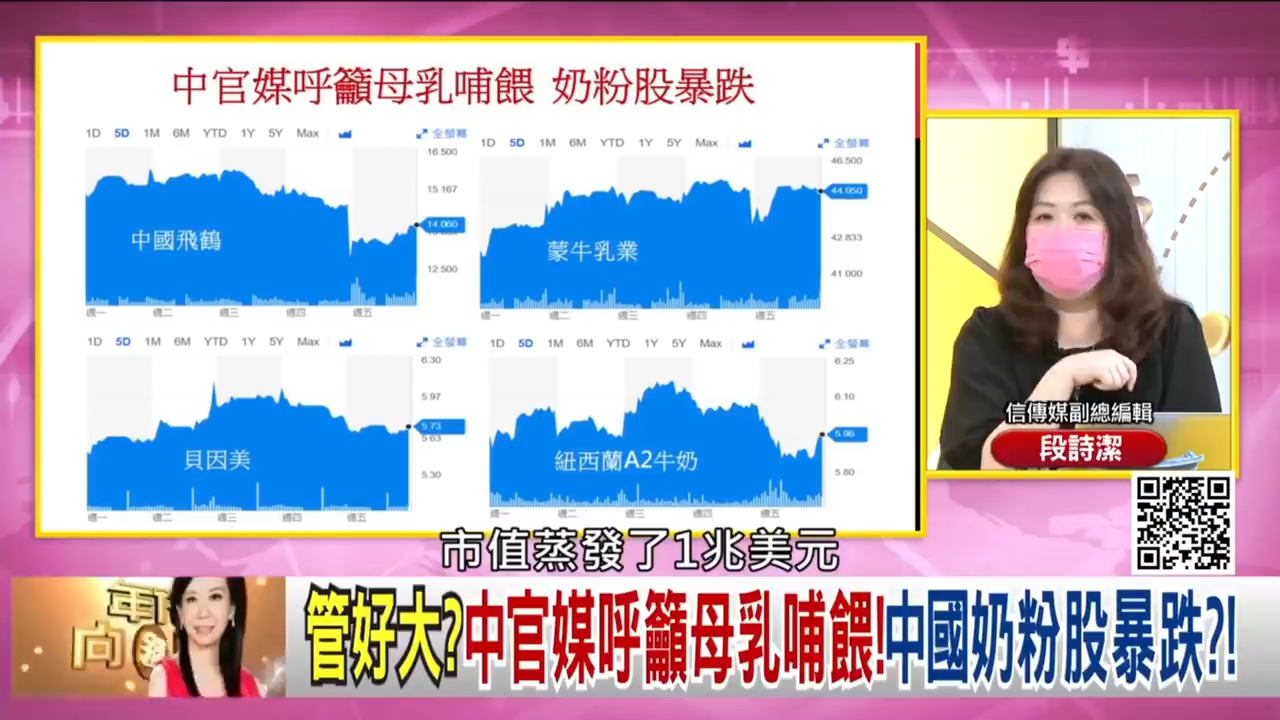 中官媒呼籲母乳哺餵 奶粉股暴跌
1D 5D 1M 6M YTD 1Y 5Y Max 全螢幕
16.500
15.167
14.060
12.500
中國飛鶴
週一 週二 週三 週四 週五
1D 5D 1M 6M YTD 1Y 5Y Max 全螢幕
46.500
44.050
42.833
41.000
蒙牛乳業
週一 週二 週三 週四 週五
1D 5D 1M 6M YTD 1Y 5Y Max 全螢幕
6.30
5.97
5.73
5.63
5.30
貝因美
週一 週二 週三 週四 週五
1D 5D 1M 6M YTD 1Y 5Y Max 全螢幕
6.25
6.10
5.96
5.80
紐西蘭A2牛奶
週一 週二 週三 週四 週五
信傳媒副總編輯
段詩潔
市值蒸發了1兆美元
向
管好大?中官媒呼籲母乳哺餵!中國奶粉股暴跌?!